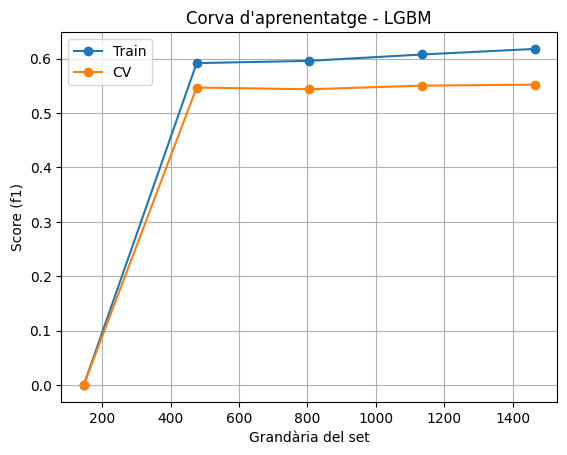 Corva d'aprenentatge - LGBM
Train
CV
Score (f1)
0.6
0.5
0.4
0.3
0.2
0.1
0.0
200 400 600 800 1000 1200 1400
Grandària del set